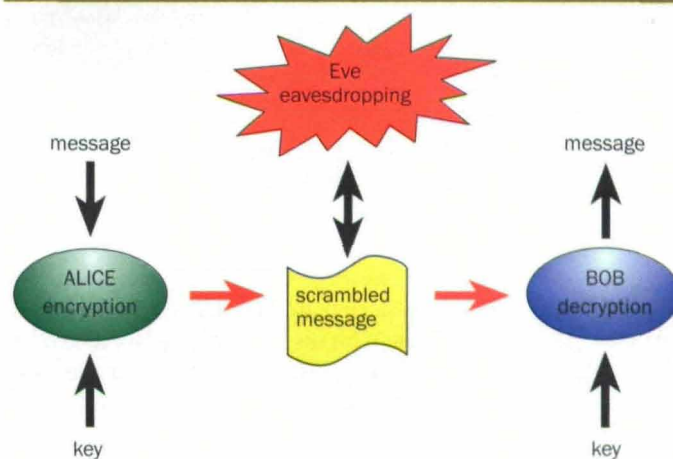 Eve
eavesdropping
message
message
ALICE
encryption
scrambled
message
BOB
decryption
key
key